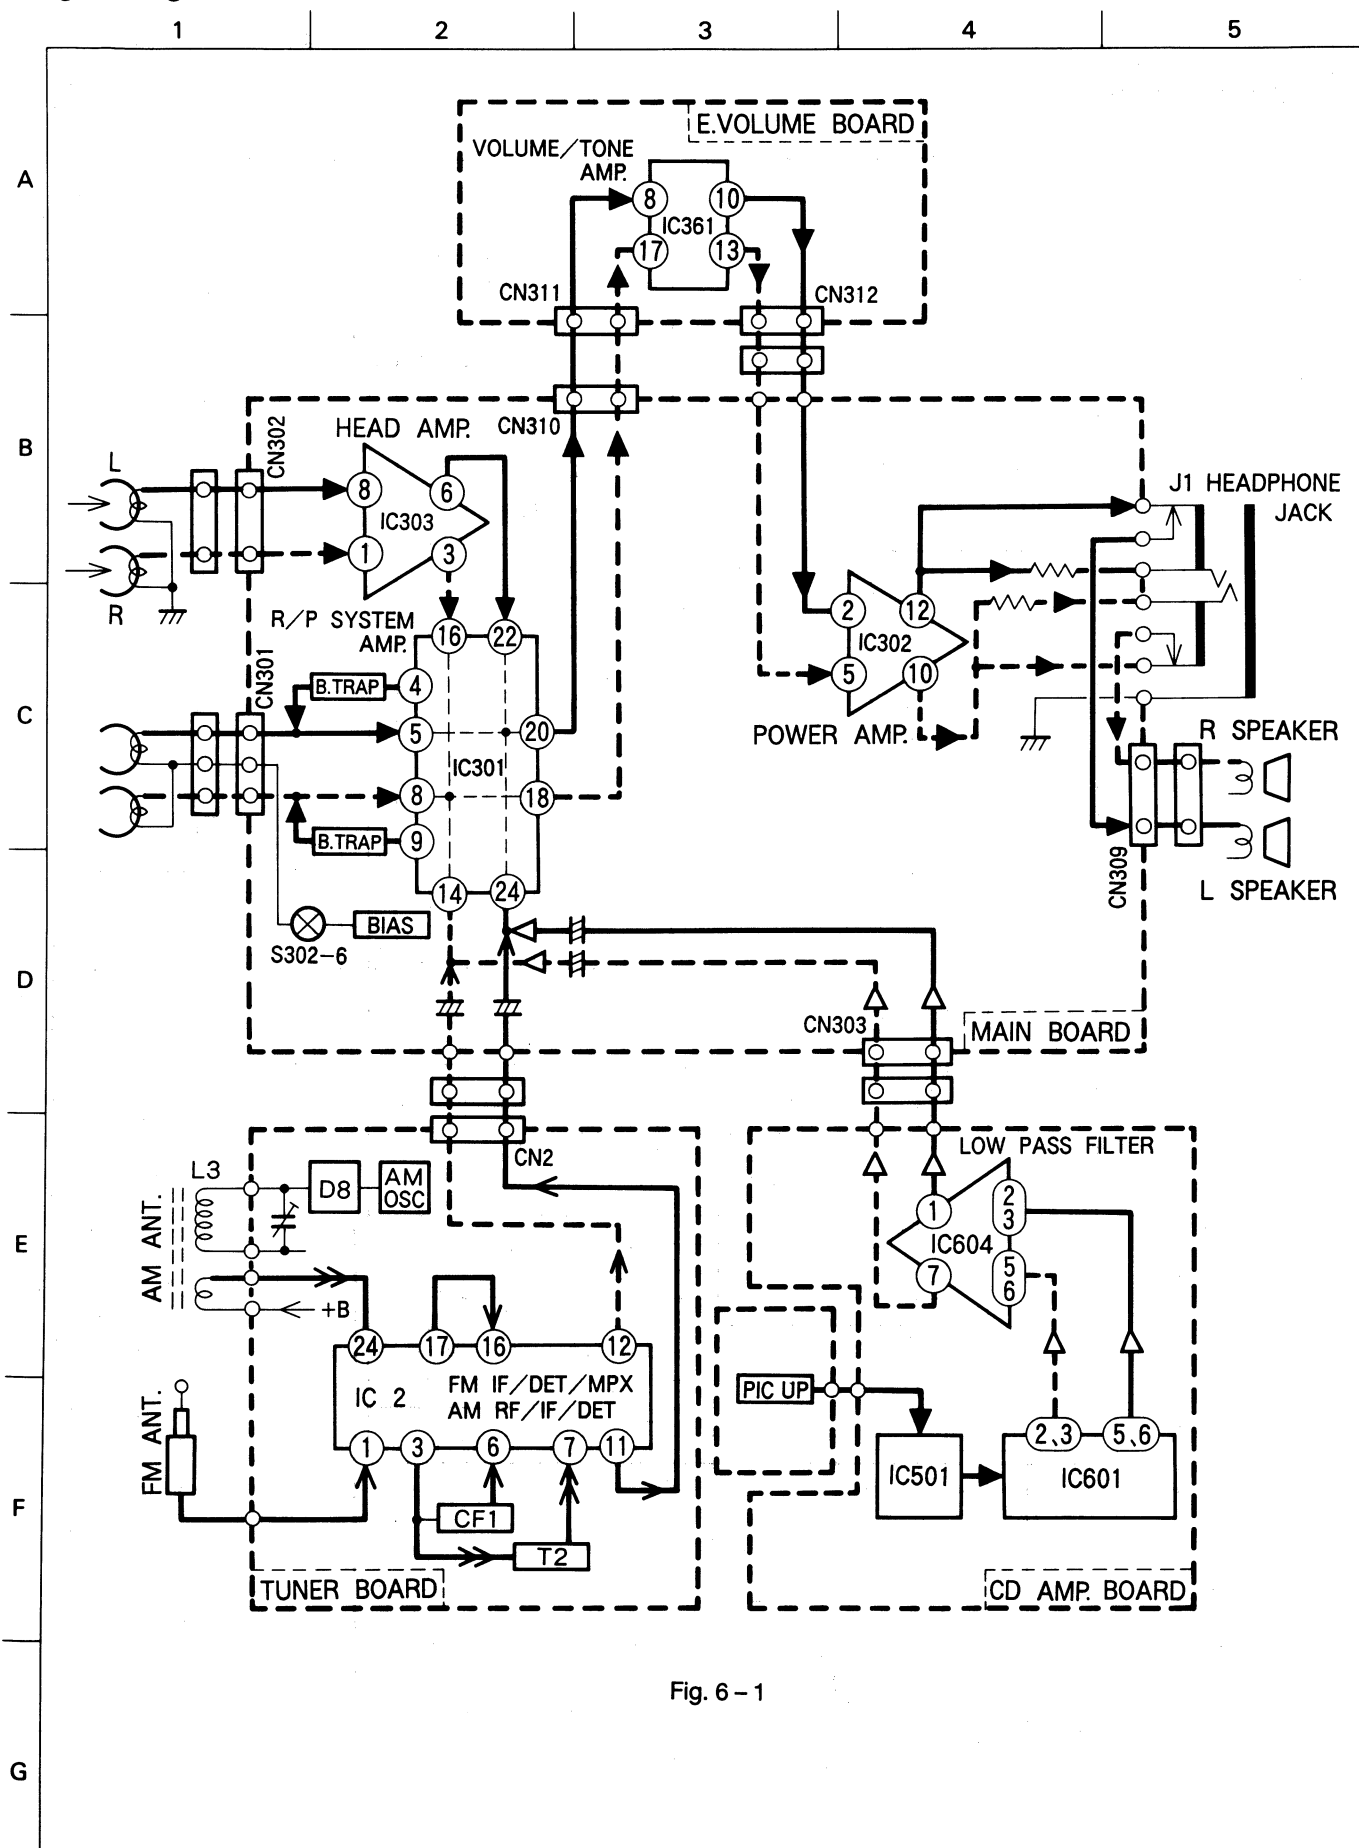 1 2 3 4 5
A
E.VOLUME BOARD
VOLUME/TONE
AMP.
8 10
IC361
17 13
CN311 CN312
B
CN302
HEAD AMP. CN310
L
8 6
IC303
1 3
R
J1 HEADPHONE
JACK
C
R/P SYSTEM
AMP.
16 22
CN301
B.TRAP 4
5 20
IC301
8 18
B.TRAP 9
14 24
2 12
IC302
5 10
POWER AMP.
R SPEAKER
CN309
L SPEAKER
D
BIAS
S302-6
CN303
MAIN BOARD
CN2
E
L3
AM ANT.
D8
AM
OSC
+B
24 17 16 12
LOW PASS FILTER
1
2
3
IC604
7
5
6
F
FM ANT.
IC 2
FM IF/DET/MPX
AM RF/IF/DET
1 3 6 7 11
CF1
T2
TUNER BOARD
PIC UP
2、3 5、6
IC501
IC601
CD AMP. BOARD
Fig. 6-1
G